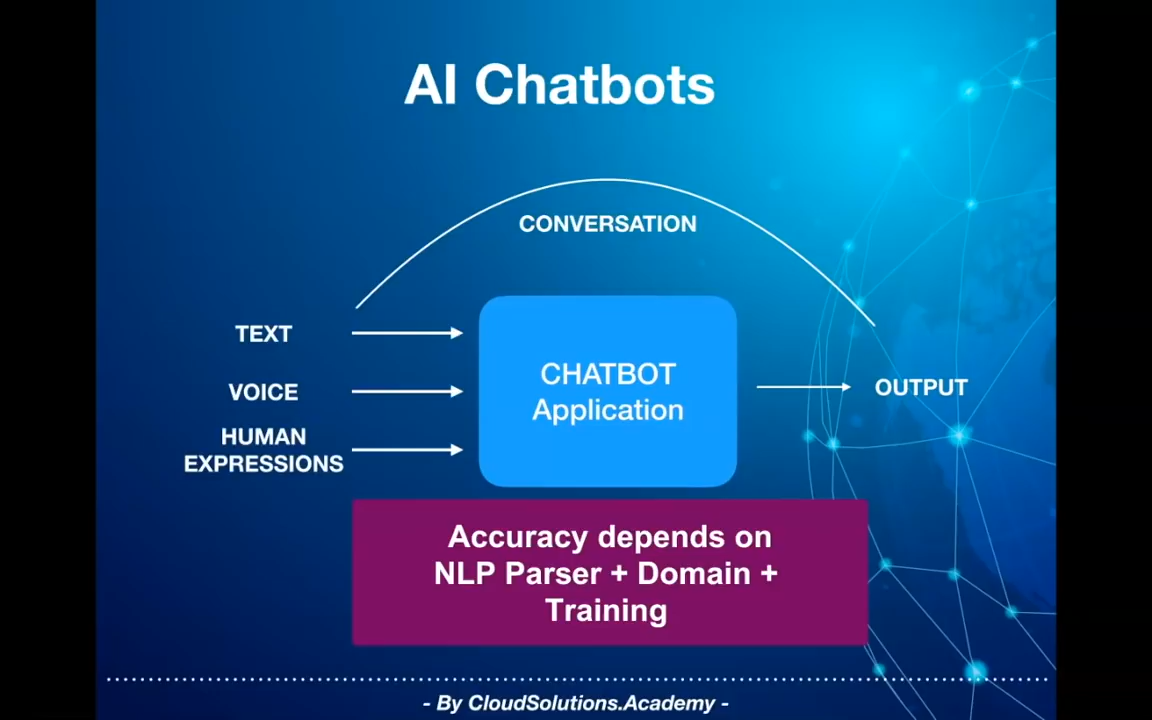 AI Chatbots
CONVERSATION
TEXT
VOICE
HUMAN
EXPRESSIONS
CHATBOT
Application
OUTPUT
Accuracy depends on
NLP Parser + Domain +
Training
- By CloudSolutions.Academy -